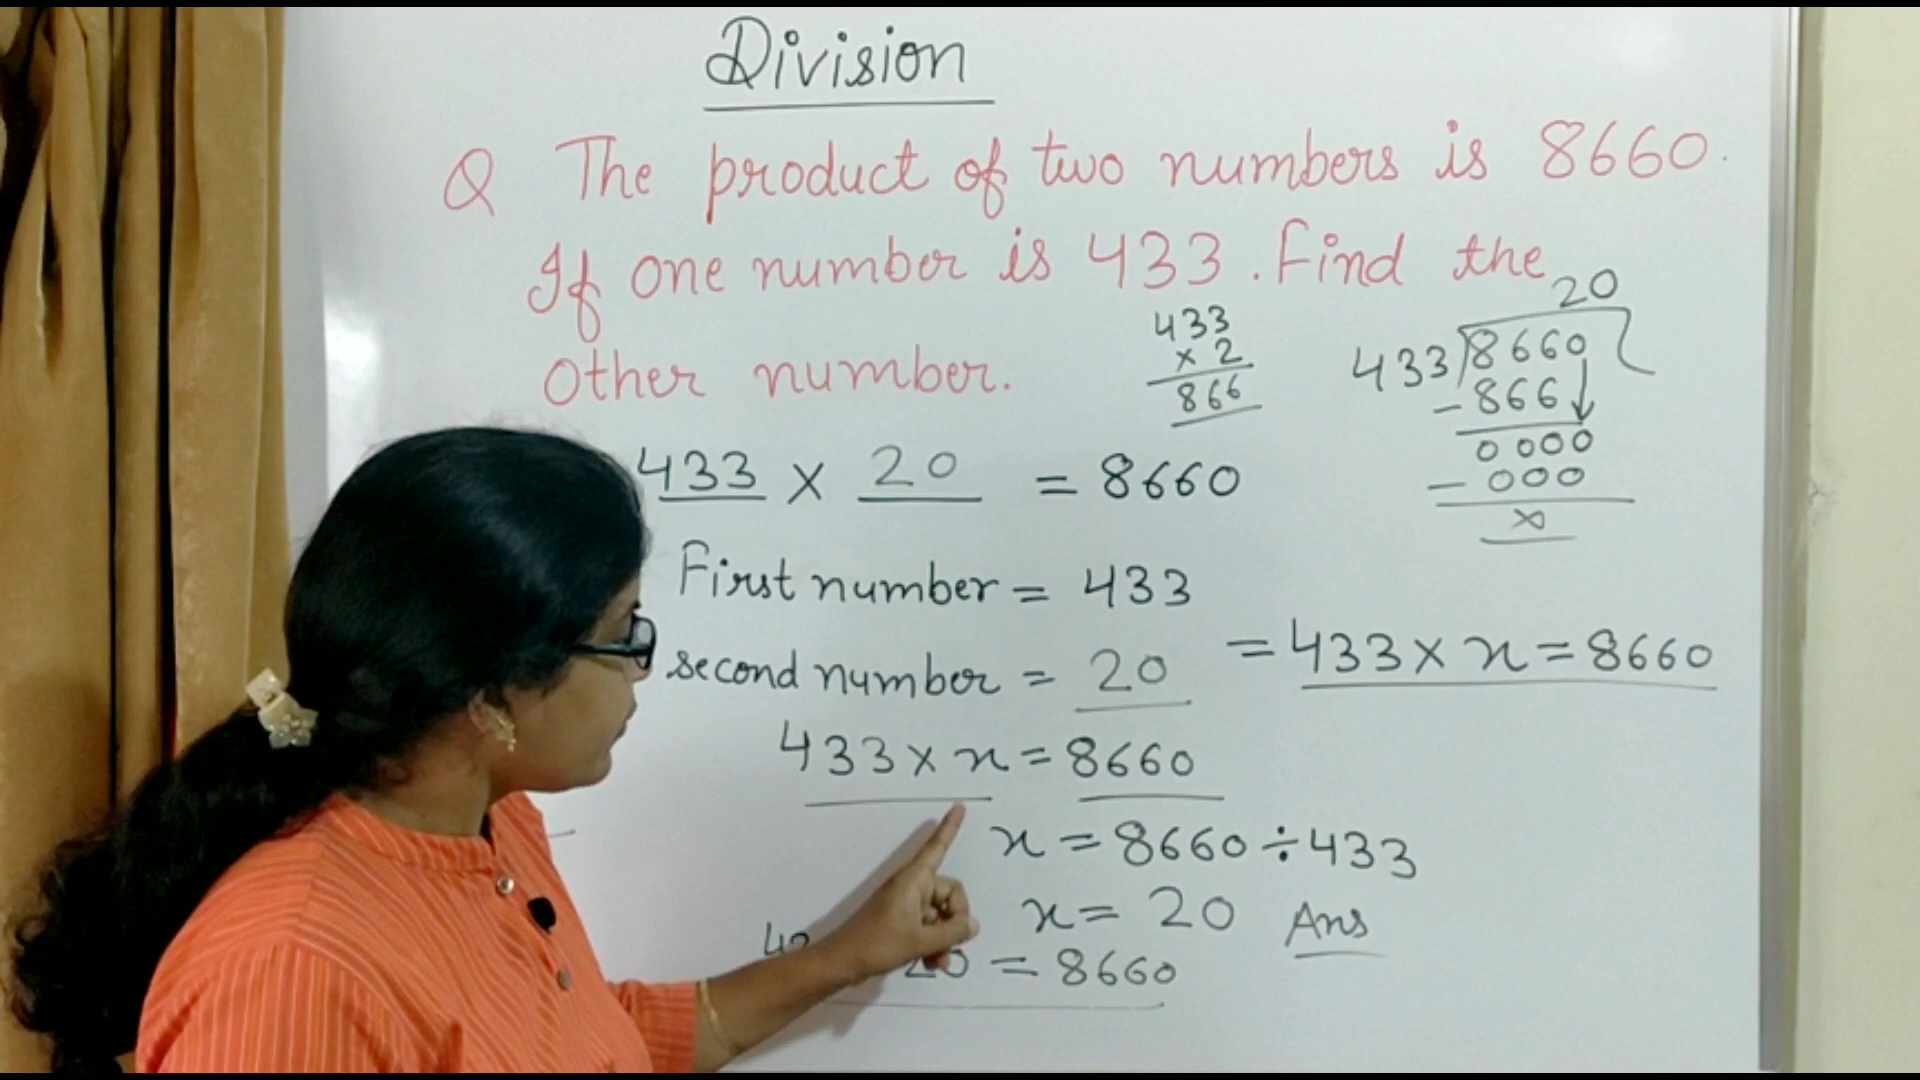 Division
Q The product of two numbers is 8660.
If one number is 433. Find the
other number.
433
× 2
866
20
433)8660
-866
0000
-000
x
433 × 20 = 8660
First number = 433
second number = 20
= 433 × x = 8660
433 × x = 8660
x = 8660 ÷ 433
x = 20 Ans
20 = 8660